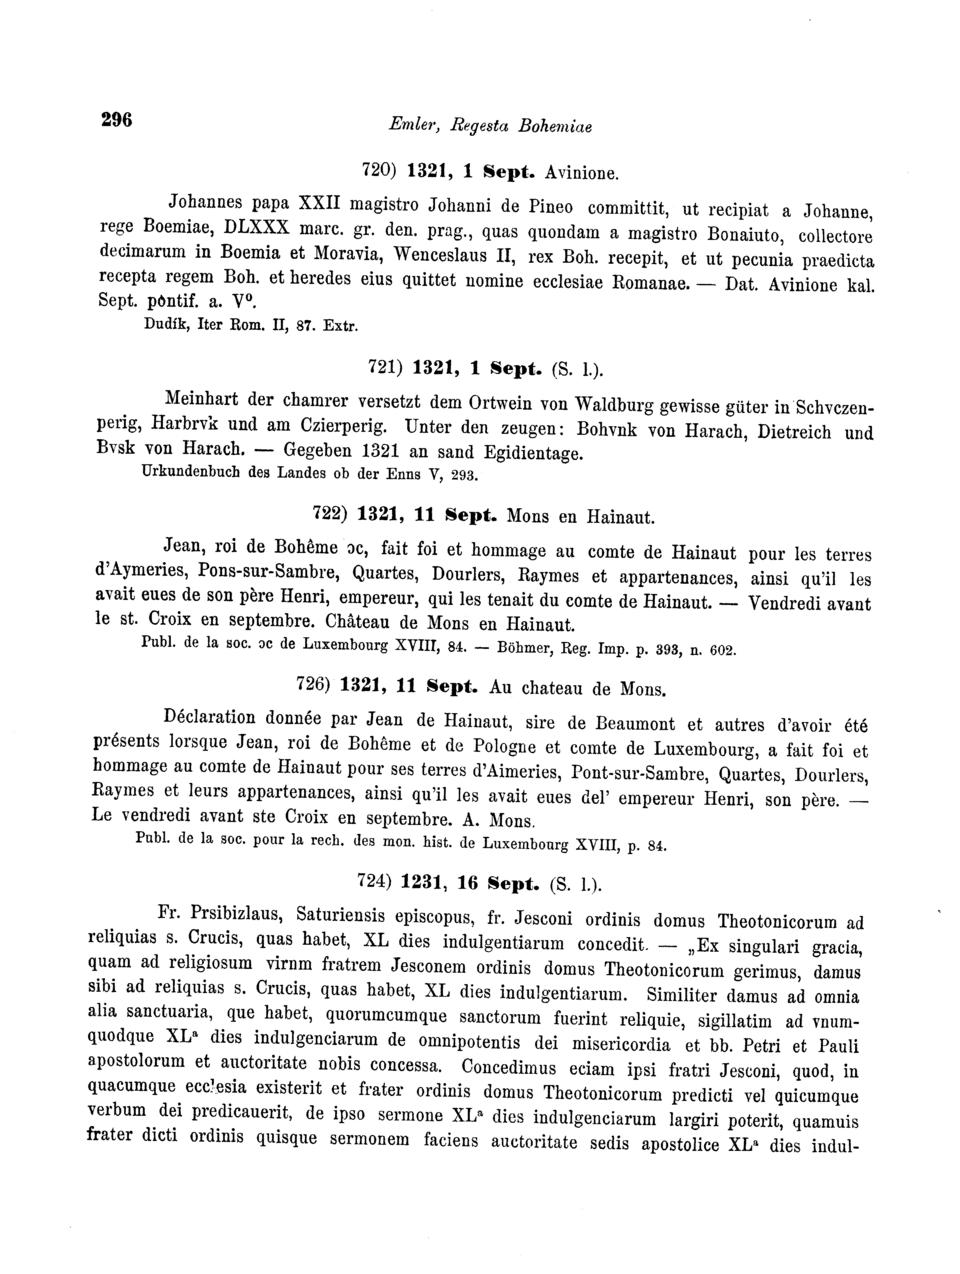 296
Emler, Regesta Bohemiae
720) 1321, 1 Sept. Avinione.
Johannes papa XXII magistro Johanni de Pineo committit, ut recipiat a Johanne,
rege Boemiae, DLXXX marc. gr. den. prag., quas quondam a magistro Bonaiuto, collectore
decimarum in Boemia et Moravia, Wenceslaus II, rex Boh. recepit, et ut pecunia praedicta
recepta regem Boh. et heredes eius quittet nomine ecclesiae Romanae. — Dat. Avinione kal.
Sept. pontif. a. V⁰.
Dudík, Iter Rom. II, 87. Extr.
721) 1321, 1 Sept. (S. l.).
Meinhart der chamrer versetzt dem Ortwein von Waldburg gewisse güter in Schvczen-
perig, Harbrvk und am Czierperig. Unter den zeugen: Bohvnk von Harach, Dietreich und
Bvsk von Harach. — Gegeben 1321 an sand Egidientage.
Urkundenbuch des Landes ob der Enns V, 293.
722) 1321, 11 Sept. Mons en Hainaut.
Jean, roi de Bohême ɔc, fait foi et hommage au comte de Hainaut pour les terres
d'Aymeries, Pons-sur-Sambre, Quartes, Dourlers, Raymes et appartenances, ainsi qu'il les
avait eues de son père Henri, empereur, qui les tenait du comte de Hainaut. — Vendredi avant
le st. Croix en septembre. Château de Mons en Hainaut.
Publ. de la soc. ɔc de Luxembourg XVIII, 84. — Böhmer, Reg. Imp. p. 393, n. 602.
726) 1321, 11 Sept. Au chateau de Mons.
Déclaration donnée par Jean de Hainaut, sire de Beaumont et autres d'avoir été
présents lorsque Jean, roi de Bohême et de Pologne et comte de Luxembourg, a fait foi et
hommage au comte de Hainaut pour ses terres d'Aimeries, Pont-sur-Sambre, Quartes, Dourlers,
Raymes et leurs appartenances, ainsi qu'il les avait eues del' empereur Henri, son père. —
Le vendredi avant ste Croix en septembre. A. Mons.
Publ. de la soc. pour la rech. des mon. hist. de Luxembourg XVIII, p. 84.
724) 1231, 16 Sept. (S. l.).
Fr. Prsibizlaus, Saturiensis episcopus, fr. Jesconi ordinis domus Theotonicorum ad
reliquias s. Crucis, quas habet, XL dies indulgentiarum concedit. — „Ex singulari gracia,
quam ad religiosum virnm fratrem Jesconem ordinis domus Theotonicorum gerimus, damus
sibi ad reliquias s. Crucis, quas habet, XL dies indulgentiarum. Similiter damus ad omnia
alia sanctuaria, que habet, quorumcumque sanctorum fuerint reliquie, sigillatim ad vnum-
quodque XLᵃ dies indulgenciarum de omnipotentis dei misericordia et bb. Petri et Pauli
apostolorum et auctoritate nobis concessa. Concedimus eciam ipsi fratri Jesconi, quod, in
quacumque ecclesia existerit et frater ordinis domus Theotonicorum predicti vel quicumque
verbum dei predicauerit, de ipso sermone XLᵃ dies indulgenciarum largiri poterit, quamuis
frater dicti ordinis quisque sermonem faciens auctoritate sedis apostolice XLᵃ dies indul-